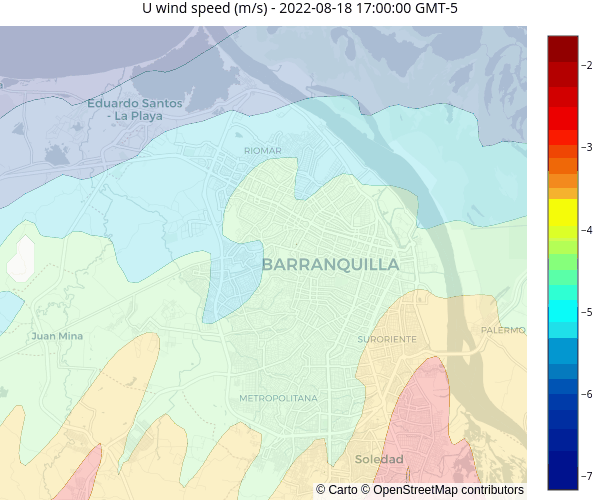 U wind speed (m/s) - 2022-08-18 17:00:00 GMT-5
Eduardo Santos
- La Playa
RIOMAR
BARRANQUILLA
Juan Mina
SURORIENTE
PALERMO
METROPOLITANA
Soledad
© Carto © OpenStreetMap contributors
−2
−3
−4
−5
−6
−7